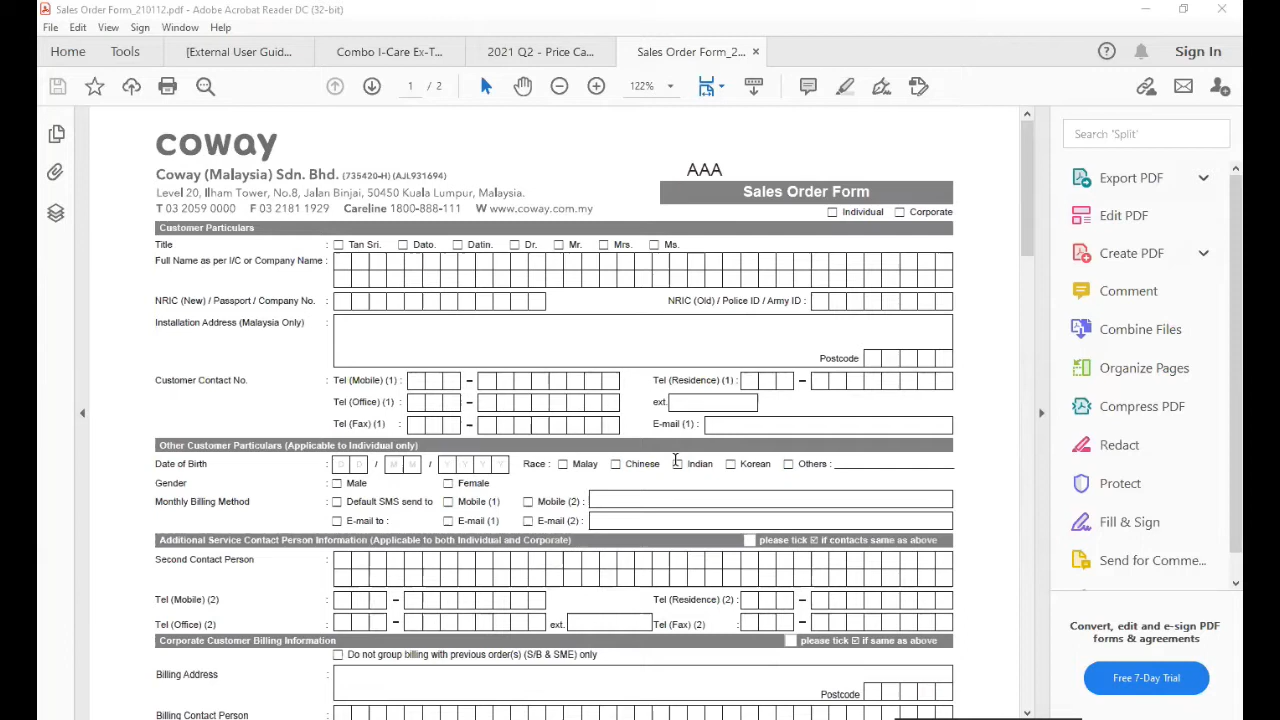 Sales Order Form_210112.pdf - Adobe Acrobat Reader DC (32-bit)
File Edit View Sign Window Help
Home Tools [External User Guid... Combo I-Care Ex-T... 2021 Q2 - Price Ca... Sales Order Form_2... × Sign In
1 / 2 122%
coway
Coway (Malaysia) Sdn. Bhd. (735420-H) (AJL931694)
Level 20, Ilham Tower, No.8, Jalan Binjai, 50450 Kuala Lumpur, Malaysia.
T 03 2059 0000 F 03 2181 1929 Careline 1800-888-111 W www.coway.com.my
AAA
Sales Order Form
Individual Corporate
Customer Particulars
Title : Tan Sri. Dato. Datin. Dr. Mr. Mrs. Ms.
Full Name as per I/C or Company Name :
NRIC (New) / Passport / Company No. : NRIC (Old) / Police ID / Army ID :
Installation Address (Malaysia Only) :
Postcode
Customer Contact No. : Tel (Mobile) (1) : – Tel (Residence) (1) : –
Tel (Office) (1) : – ext.
Tel (Fax) (1) : – E-mail (1) :
Other Customer Particulars (Applicable to Individual only)
Date of Birth : D D / M M / Y Y Y Y Race : Malay Chinese Indian Korean Others :
Gender : Male Female
Monthly Billing Method : Default SMS send to Mobile (1) Mobile (2) :
: E-mail to : E-mail (1) E-mail (2) :
Additional Service Contact Person Information (Applicable to both Individual and Corporate) please tick ☑ if contacts same as above
Second Contact Person :
Tel (Mobile) (2) : – Tel (Residence) (2) : –
Tel (Office) (2) : – ext. Tel (Fax) (2) : –
Corporate Customer Billing Information please tick ☑ if same as above
Do not group billing with previous order(s) (S/B & SME) only
Billing Address :
Postcode
Billing Contact Person :
Search 'Split'
Export PDF
Edit PDF
Create PDF
Comment
Combine Files
Organize Pages
Compress PDF
Redact
Protect
Fill & Sign
Send for Comme...
Convert, edit and e-sign PDF
forms & agreements
Free 7-Day Trial